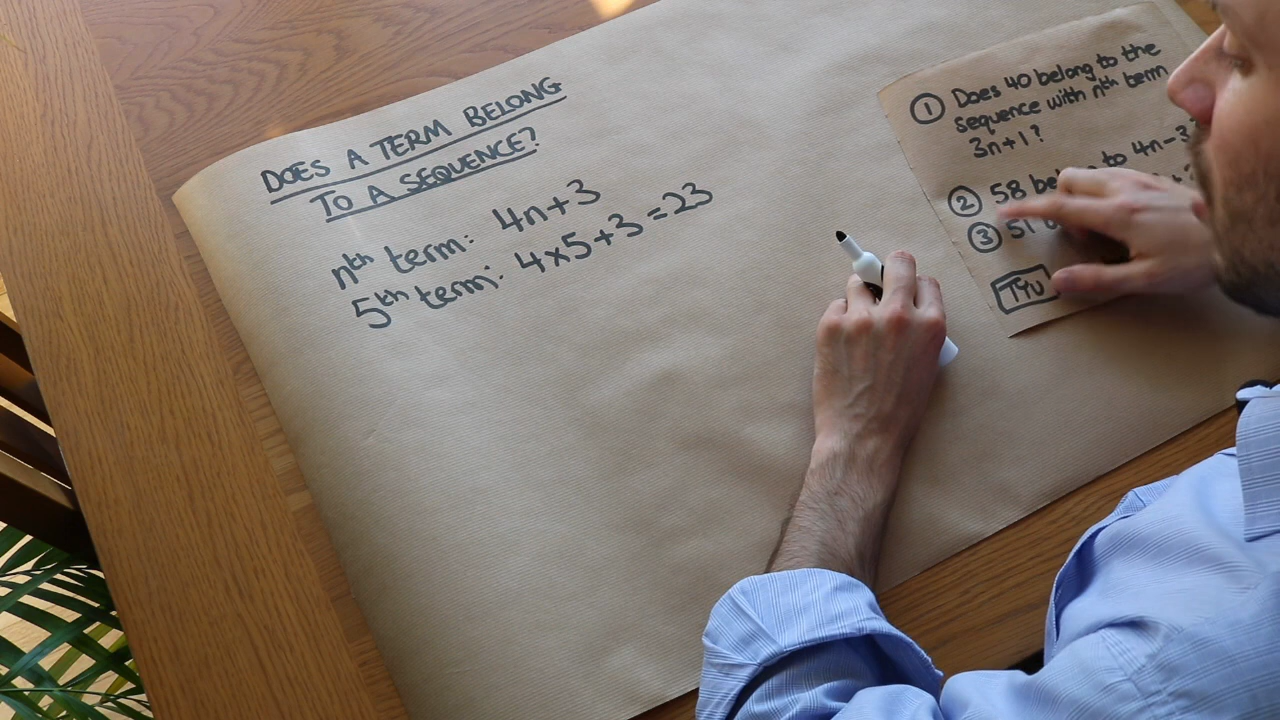 DOES A TERM BELONG
TO A SEQUENCE?
nth term: 4n+3
5th term: 4×5+3=23
① Does 40 belong to the
sequence with nth term
3n+1?
② 58 to 4n-3
③ 51